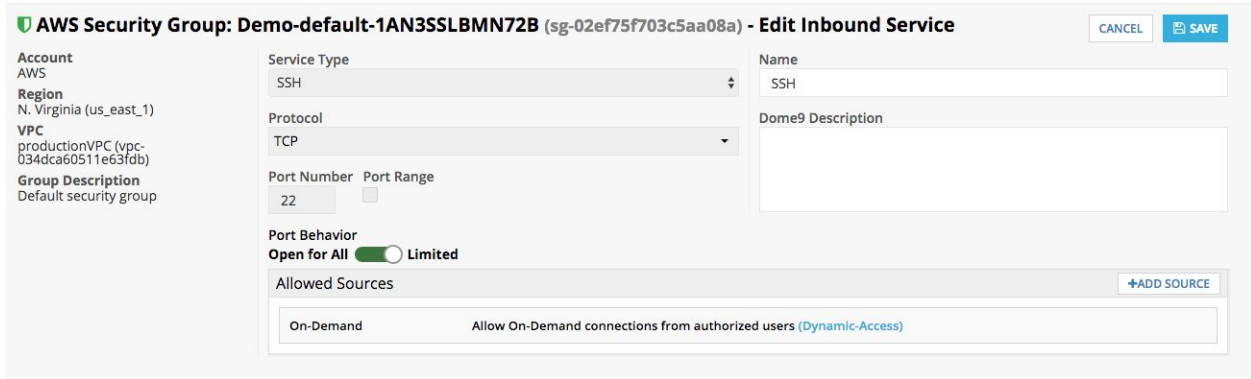 AWS Security Group: Demo-default-1AN3SSLBMN72B (sg-02ef75f703c5aa08a) - Edit Inbound Service
CANCEL
SAVE
Account
AWS
Region
N. Virginia (us_east_1)
VPC
productionVPC (vpc-
034dca60511e63fdb)
Group Description
Default security group
Service Type
SSH
Name
SSH
Protocol
TCP
Dome9 Description
Port Number Port Range
22
Port Behavior
Open for All Limited
Allowed Sources
+ADD SOURCE
On-Demand Allow On-Demand connections from authorized users (Dynamic-Access)